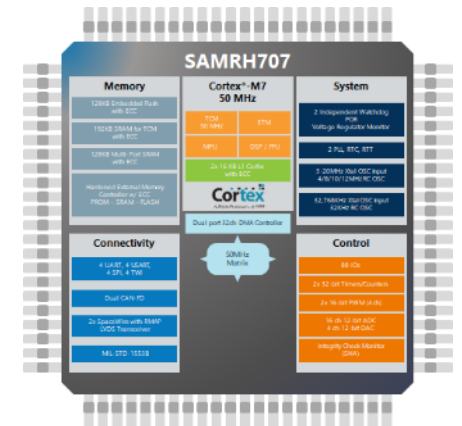 SAMRH707
Memory
128KB Embedded Flash
with ECC
192KB SRAM for TCM
with ECC
128KB Multi-Port SRAM
with ECC
Hardened External Memory
Controller w/ ECC
PROM - SRAM - FLASH
Cortex®-M7
50 MHz
TCM
50 MHz
ETM
MPU
DSP / FPU
2x 16 KB L1 Cache
with ECC
Cortex
Dual port 32ch DMA Controller
50MHz
Matrix
System
2 Independent Watchdog
POR
Voltage Regulator Monitor
2 PLL, RTC, RTT
3-20MHz Xtal OSC input
4/8/10/12MHz RC OSC
32,768KHz Xtal OSC input
32KHz RC OSC
Connectivity
4 UART, 4 USART,
4 SPI, 4 TWI
Dual CAN-FD
2x SpaceWire with RMAP
LVDS Transceiver
MIL-STD-1553B
Control
88 IOs
2x 32-bit Timers/Counters
2x 16-bit PWM (4ch)
16 ch 12-bit ADC
4 ch 12-bit DAC
Integrity Check Monitor
(SHA)